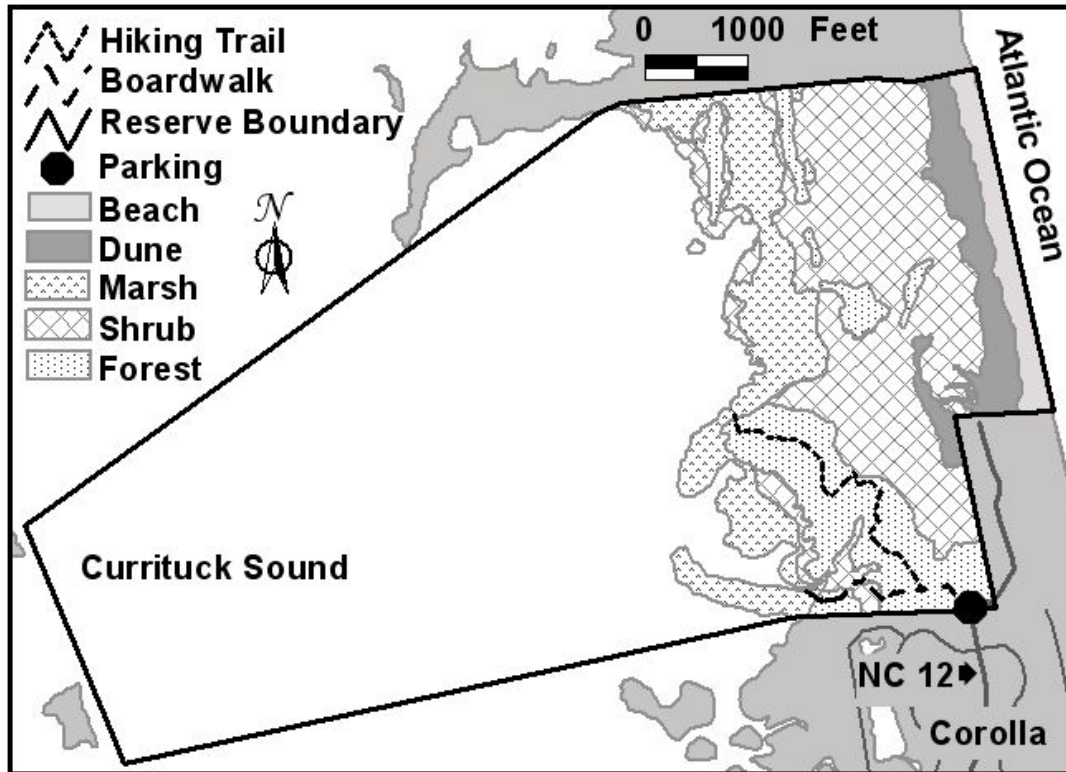 Hiking Trail
Boardwalk
Reserve Boundary
Parking
Beach
Dune
Marsh
Shrub
Forest
N
0 1000 Feet
Atlantic Ocean
Currituck Sound
NC 12
Corolla